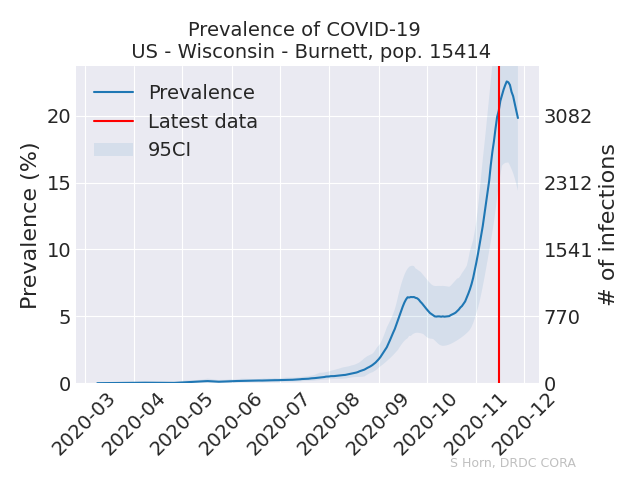 Prevalence of COVID-19
US - Wisconsin - Burnett, pop. 15414
Prevalence
Latest data
95CI
Prevalence (%)
20
15
10
5
0
# of infections
3082
2312
1541
770
0
2020-03
2020-04
2020-05
2020-06
2020-07
2020-08
2020-09
2020-10
2020-11
2020-12
S Horn, DRDC CORA